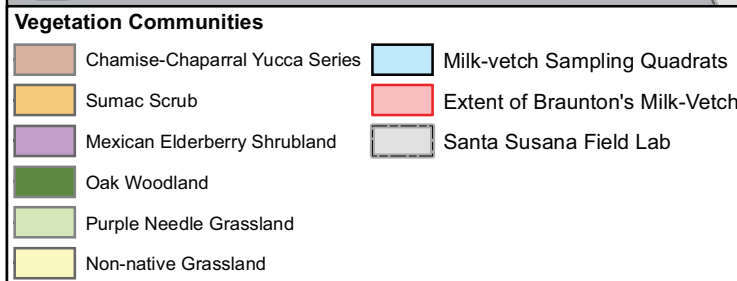 Vegetation Communities
Chamise-Chaparral Yucca Series
Sumac Scrub
Mexican Elderberry Shrubland
Oak Woodland
Purple Needle Grassland
Non-native Grassland
Milk-vetch Sampling Quadrats
Extent of Braunton's Milk-Vetch
Santa Susana Field Lab